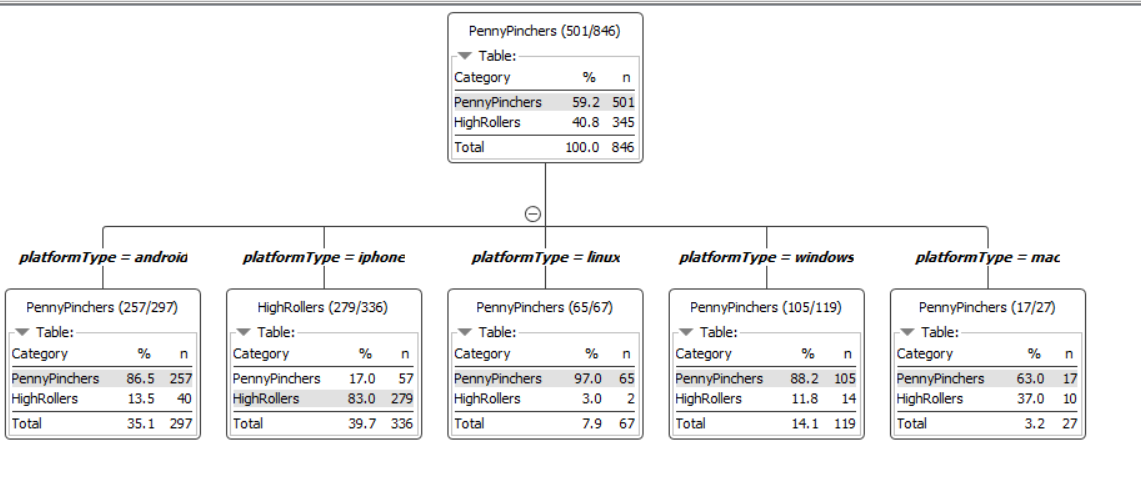 PennyPinchers (501/846)
Table:
Category % n
PennyPinchers 59.2 501
HighRollers 40.8 345
Total 100.0 846
platformType = android
platformType = iphone
platformType = linux
platformType = windows
platformType = mac
PennyPinchers (257/297)
Table:
Category % n
PennyPinchers 86.5 257
HighRollers 13.5 40
Total 35.1 297
HighRollers (279/336)
Table:
Category % n
PennyPinchers 17.0 57
HighRollers 83.0 279
Total 39.7 336
PennyPinchers (65/67)
Table:
Category % n
PennyPinchers 97.0 65
HighRollers 3.0 2
Total 7.9 67
PennyPinchers (105/119)
Table:
Category % n
PennyPinchers 88.2 105
HighRollers 11.8 14
Total 14.1 119
PennyPinchers (17/27)
Table:
Category % n
PennyPinchers 63.0 17
HighRollers 37.0 10
Total 3.2 27